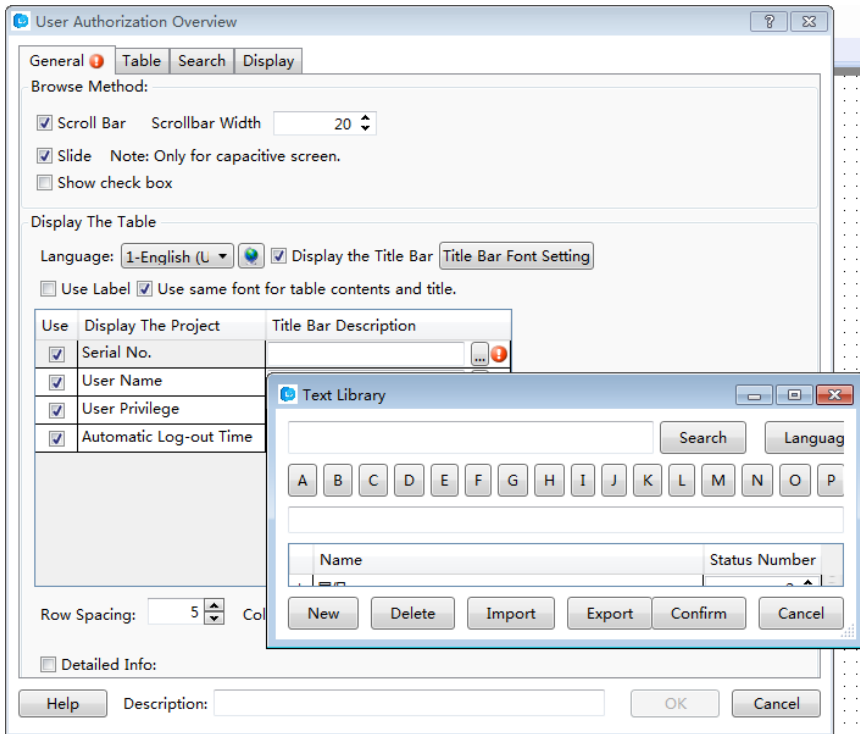 User Authorization Overview
General Table Search Display
Browse Method:
Scroll Bar Scrollbar Width 20
Slide Note: Only for capacitive screen.
Show check box
Display The Table
Language: 1-English (U Display the Title Bar Title Bar Font Setting
Use Label Use same font for table contents and title.
Use Display The Project Title Bar Description
Serial No. ...
User Name
User Privilege
Automatic Log-out Time
Text Library
Search Languag
A B C D E F G H I J K L M N O P
Name Status Number
New Delete Import Export Confirm Cancel
Row Spacing: 5 Col
Detailed Info:
Help Description: OK Cancel